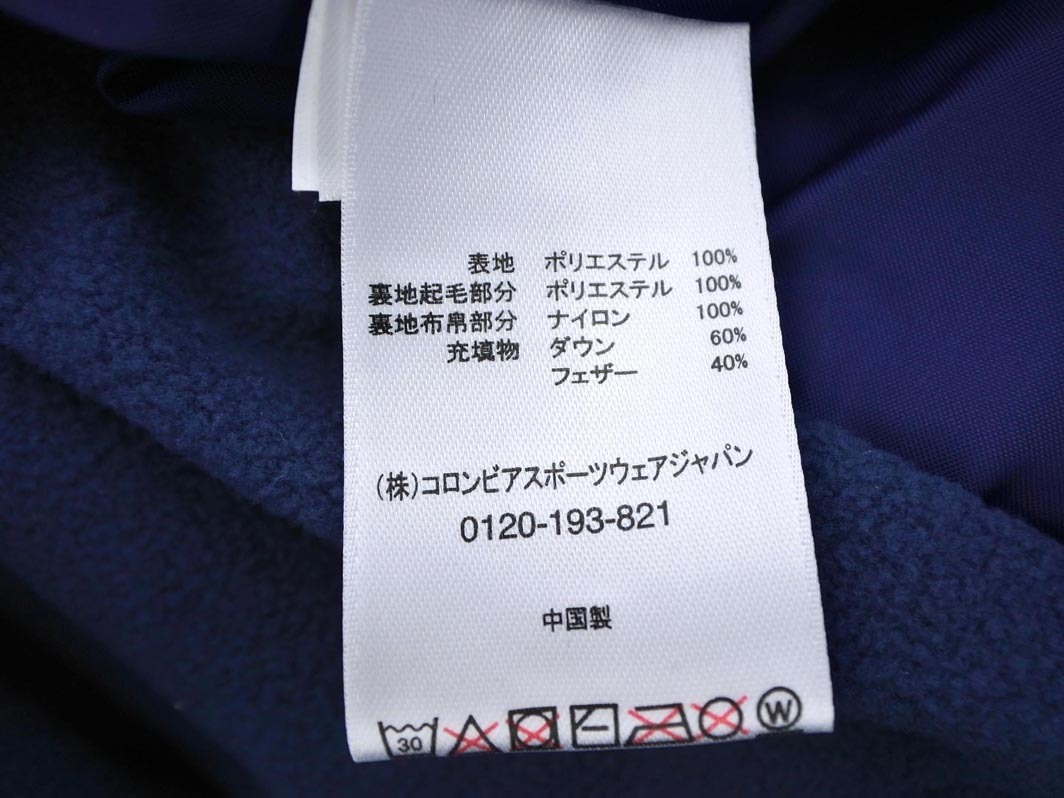 表地 ポリエステル 100%
裏地起毛部分 ポリエステル 100%
裏地布帛部分 ナイロン 100%
充填物 ダウン 60%
フェザー 40%
(株)コロンビアスポーツウェアジャパン
0120-193-821
中国製
30 W